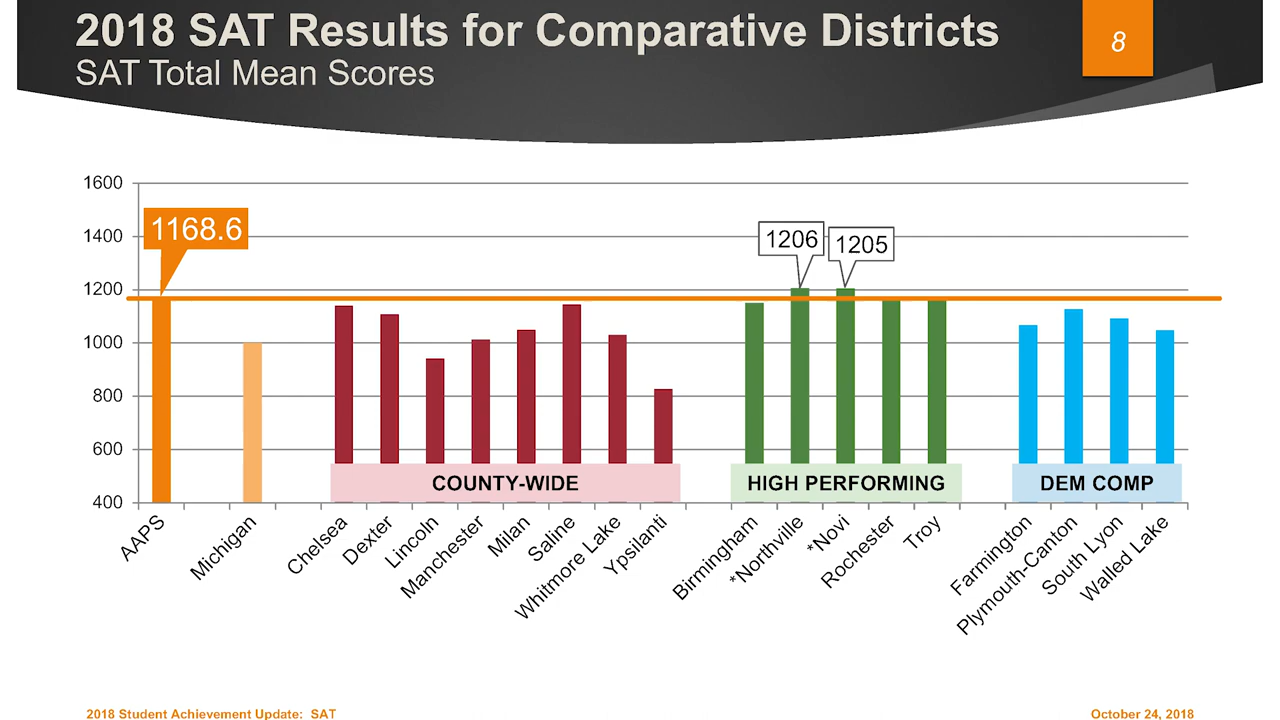 2018 SAT Results for Comparative Districts
SAT Total Mean Scores
8
1600
1400
1200
1000
800
600
400
1168.6
1206
1205
COUNTY-WIDE
HIGH PERFORMING
DEM COMP
AAPS
Michigan
Chelsea
Dexter
Lincoln
Manchester
Milan
Saline
Whitmore Lake
Ypsilanti
Birmingham
*Northville
*Novi
Rochester
Troy
Farmington
Plymouth-Canton
South Lyon
Walled Lake
2018 Student Achievement Update: SAT
October 24, 2018